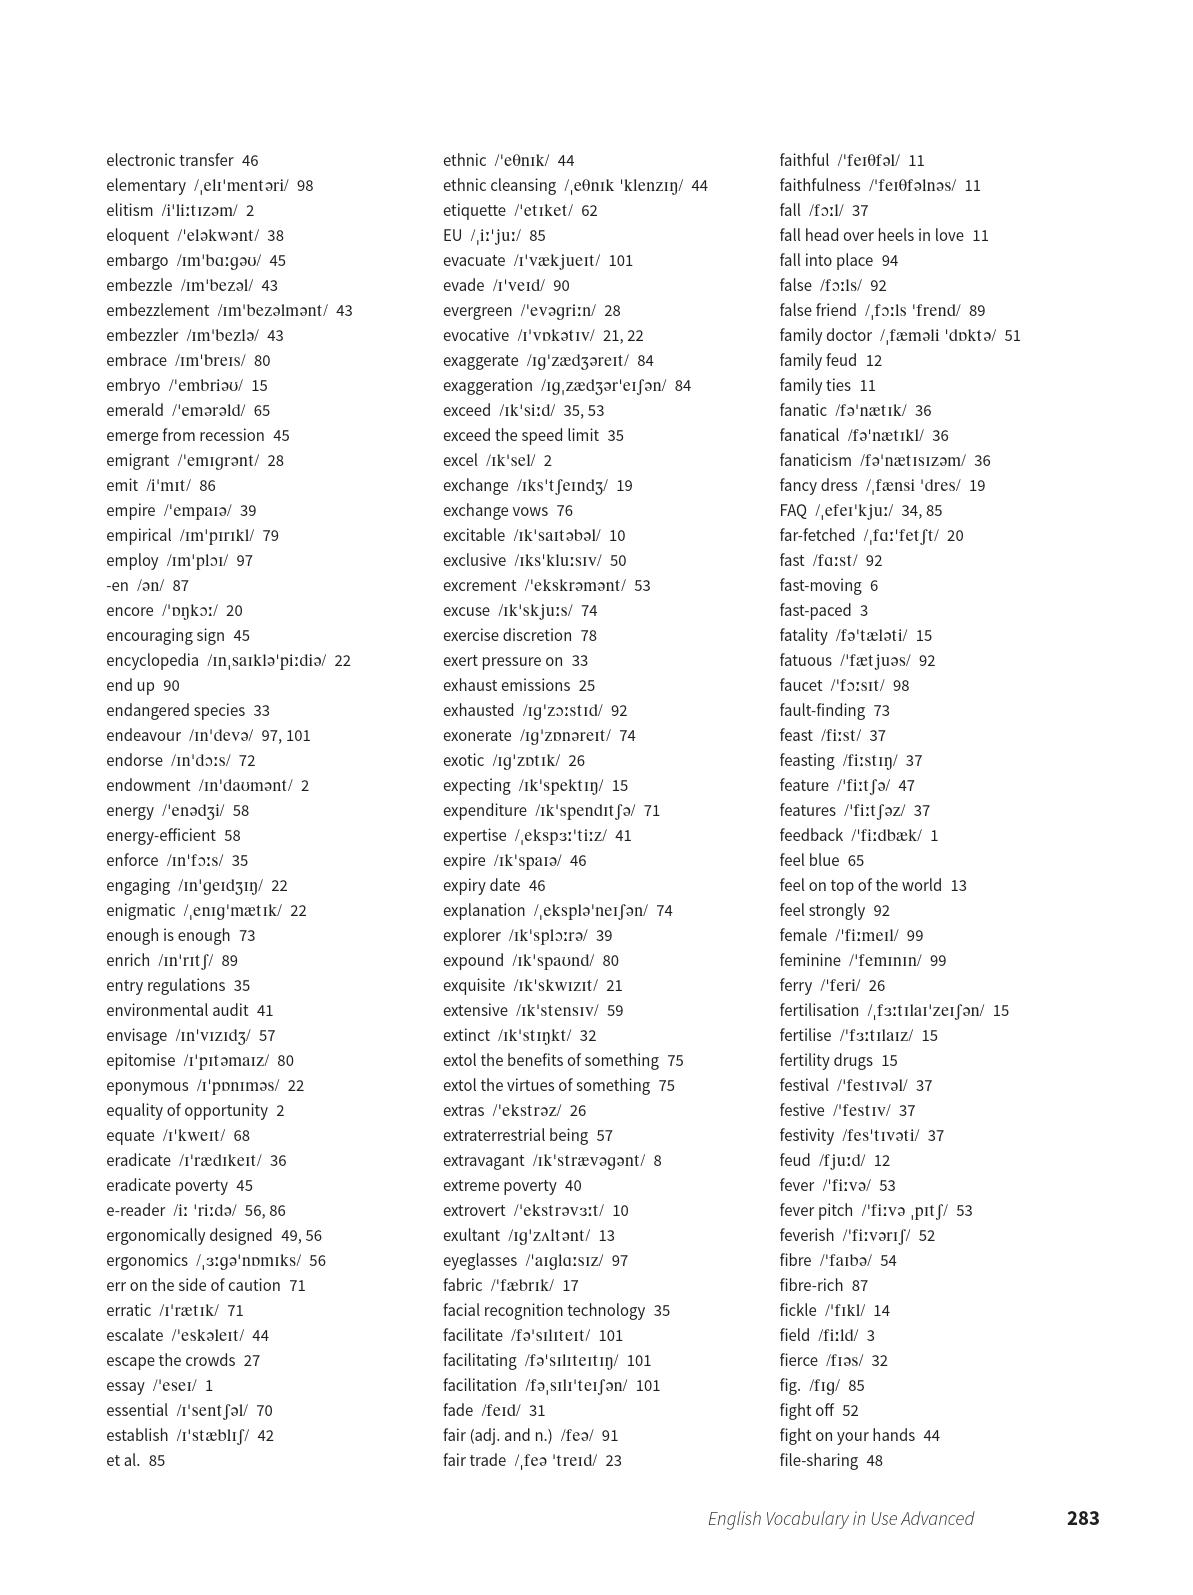 electronic transfer 46
elementary /ˌelɪˈmentəri/ 98
elitism /iˈliːtɪzəm/ 2
eloquent /ˈeləkwənt/ 38
embargo /ɪmˈbɑːgəʊ/ 45
embezzle /ɪmˈbezəl/ 43
embezzlement /ɪmˈbezəlmənt/ 43
embezzler /ɪmˈbezlə/ 43
embrace /ɪmˈbreɪs/ 80
embryo /ˈembriəʊ/ 15
emerald /ˈemərəld/ 65
emerge from recession 45
emigrant /ˈemɪgrənt/ 28
emit /iˈmɪt/ 86
empire /ˈempaɪə/ 39
empirical /ɪmˈpɪrɪkl/ 79
employ /ɪmˈplɔɪ/ 97
-en /ən/ 87
encore /ˈɒŋkɔː/ 20
encouraging sign 45
encyclopedia /ɪnˌsaɪkləˈpiːdiə/ 22
end up 90
endangered species 33
endeavour /ɪnˈdevə/ 97, 101
endorse /ɪnˈdɔːs/ 72
endowment /ɪnˈdaʊmənt/ 2
energy /ˈenədʒi/ 58
energy-efficient 58
enforce /ɪnˈfɔːs/ 35
engaging /ɪnˈgeɪdʒɪŋ/ 22
enigmatic /ˌenɪgˈmætɪk/ 22
enough is enough 73
enrich /ɪnˈrɪtʃ/ 89
entry regulations 35
environmental audit 41
envisage /ɪnˈvɪzɪdʒ/ 57
epitomise /ɪˈpɪtəmaɪz/ 80
eponymous /ɪˈpɒnɪməs/ 22
equality of opportunity 2
equate /ɪˈkweɪt/ 68
eradicate /ɪˈrædɪkeɪt/ 36
eradicate poverty 45
e-reader /iː ˈriːdə/ 56, 86
ergonomically designed 49, 56
ergonomics /ˌɜːgəˈnɒmɪks/ 56
err on the side of caution 71
erratic /ɪˈrætɪk/ 71
escalate /ˈeskəleɪt/ 44
escape the crowds 27
essay /ˈeseɪ/ 1
essential /ɪˈsentʃəl/ 70
establish /ɪˈstæblɪʃ/ 42
et al. 85
ethnic /ˈeθnɪk/ 44
ethnic cleansing /ˌeθnɪk ˈklenzɪŋ/ 44
etiquette /ˈetɪket/ 62
EU /ˌiːˈjuː/ 85
evacuate /ɪˈvækjueɪt/ 101
evade /ɪˈveɪd/ 90
evergreen /ˈevəgriːn/ 28
evocative /ɪˈvɒkətɪv/ 21, 22
exaggerate /ɪgˈzædʒəreɪt/ 84
exaggeration /ɪgˌzædʒərˈeɪʃən/ 84
exceed /ɪkˈsiːd/ 35, 53
exceed the speed limit 35
excel /ɪkˈsel/ 2
exchange /ɪksˈtʃeɪndʒ/ 19
exchange vows 76
excitable /ɪkˈsaɪtəbəl/ 10
exclusive /ɪksˈkluːsɪv/ 50
excrement /ˈekskrəmənt/ 53
excuse /ɪkˈskjuːs/ 74
exercise discretion 78
exert pressure on 33
exhaust emissions 25
exhausted /ɪgˈzɔːstɪd/ 92
exonerate /ɪgˈzɒnəreɪt/ 74
exotic /ɪgˈzɒtɪk/ 26
expecting /ɪkˈspektɪŋ/ 15
expenditure /ɪkˈspendɪtʃə/ 71
expertise /ˌekspɜːˈtiːz/ 41
expire /ɪkˈspaɪə/ 46
expiry date 46
explanation /ˌekspləˈneɪʃən/ 74
explorer /ɪkˈsplɔːrə/ 39
expound /ɪkˈspaʊnd/ 80
exquisite /ɪkˈskwɪzɪt/ 21
extensive /ɪkˈstensɪv/ 59
extinct /ɪkˈstɪŋkt/ 32
extol the benefits of something 75
extol the virtues of something 75
extras /ˈekstrəz/ 26
extraterrestrial being 57
extravagant /ɪkˈstrævəgənt/ 8
extreme poverty 40
extrovert /ˈekstrəvɜːt/ 10
exultant /ɪgˈzʌltənt/ 13
eyeglasses /ˈaɪglɑːsɪz/ 97
fabric /ˈfæbrɪk/ 17
facial recognition technology 35
facilitate /fəˈsɪlɪteɪt/ 101
facilitating /fəˈsɪlɪteɪtɪŋ/ 101
facilitation /fəˌsɪlɪˈteɪʃən/ 101
fade /feɪd/ 31
fair (adj. and n.) /feə/ 91
fair trade /ˌfeə ˈtreɪd/ 23
faithful /ˈfeɪθfəl/ 11
faithfulness /ˈfeɪθfəlnəs/ 11
fall /fɔːl/ 37
fall head over heels in love 11
fall into place 94
false /fɔːls/ 92
false friend /ˌfɔːls ˈfrend/ 89
family doctor /ˌfæməli ˈdɒktə/ 51
family feud 12
family ties 11
fanatic /fəˈnætɪk/ 36
fanatical /fəˈnætɪkl/ 36
fanaticism /fəˈnætɪsɪzəm/ 36
fancy dress /ˌfænsi ˈdres/ 19
FAQ /ˌefeɪˈkjuː/ 34, 85
far-fetched /ˌfɑːˈfetʃt/ 20
fast /fɑːst/ 92
fast-moving 6
fast-paced 3
fatality /fəˈtæləti/ 15
fatuous /ˈfætjuəs/ 92
faucet /ˈfɔːsɪt/ 98
fault-finding 73
feast /fiːst/ 37
feasting /fiːstɪŋ/ 37
feature /ˈfiːtʃə/ 47
features /ˈfiːtʃəz/ 37
feedback /ˈfiːdbæk/ 1
feel blue 65
feel on top of the world 13
feel strongly 92
female /ˈfiːmeɪl/ 99
feminine /ˈfemɪnɪn/ 99
ferry /ˈferi/ 26
fertilisation /ˌfɜːtɪlaɪˈzeɪʃən/ 15
fertilise /ˈfɜːtɪlaɪz/ 15
fertility drugs 15
festival /ˈfestɪvəl/ 37
festive /ˈfestɪv/ 37
festivity /fesˈtɪvəti/ 37
feud /fjuːd/ 12
fever /ˈfiːvə/ 53
fever pitch /ˈfiːvə ˌpɪtʃ/ 53
feverish /ˈfiːvərɪʃ/ 52
fibre /ˈfaɪbə/ 54
fibre-rich 87
fickle /ˈfɪkl/ 14
field /fiːld/ 3
fierce /fɪəs/ 32
fig. /fɪg/ 85
fight off 52
fight on your hands 44
file-sharing 48
English Vocabulary in Use Advanced 283